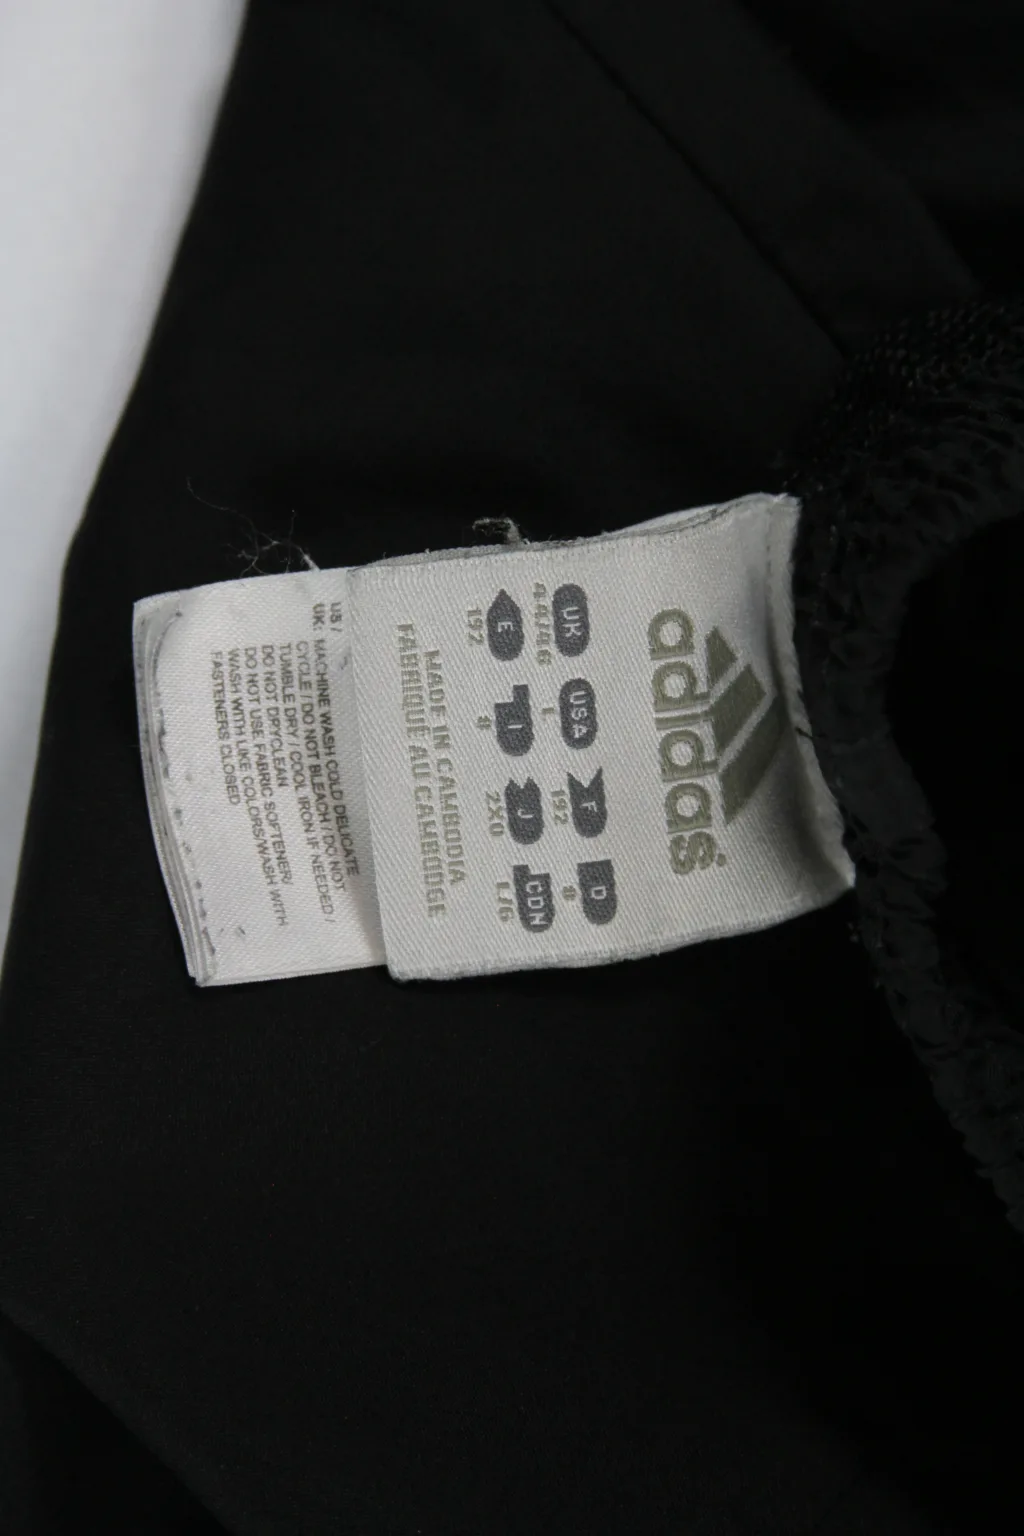 adidas
UK USA F D
44/46 L 192 8
E I J CDN
192 8 2XO L/G
MADE IN CAMBODIA
FABRIQUÉ AU CAMBODGE
US /
UK: MACHINE WASH COLD DELICATE
CYCLE / DO NOT BLEACH / DO NOT
TUMBLE DRY / COOL IRON IF NEEDED /
DO NOT DRYCLEAN
DO NOT USE FABRIC SOFTENER/
WASH WITH LIKE COLORS/WASH WITH
FASTENERS CLOSED